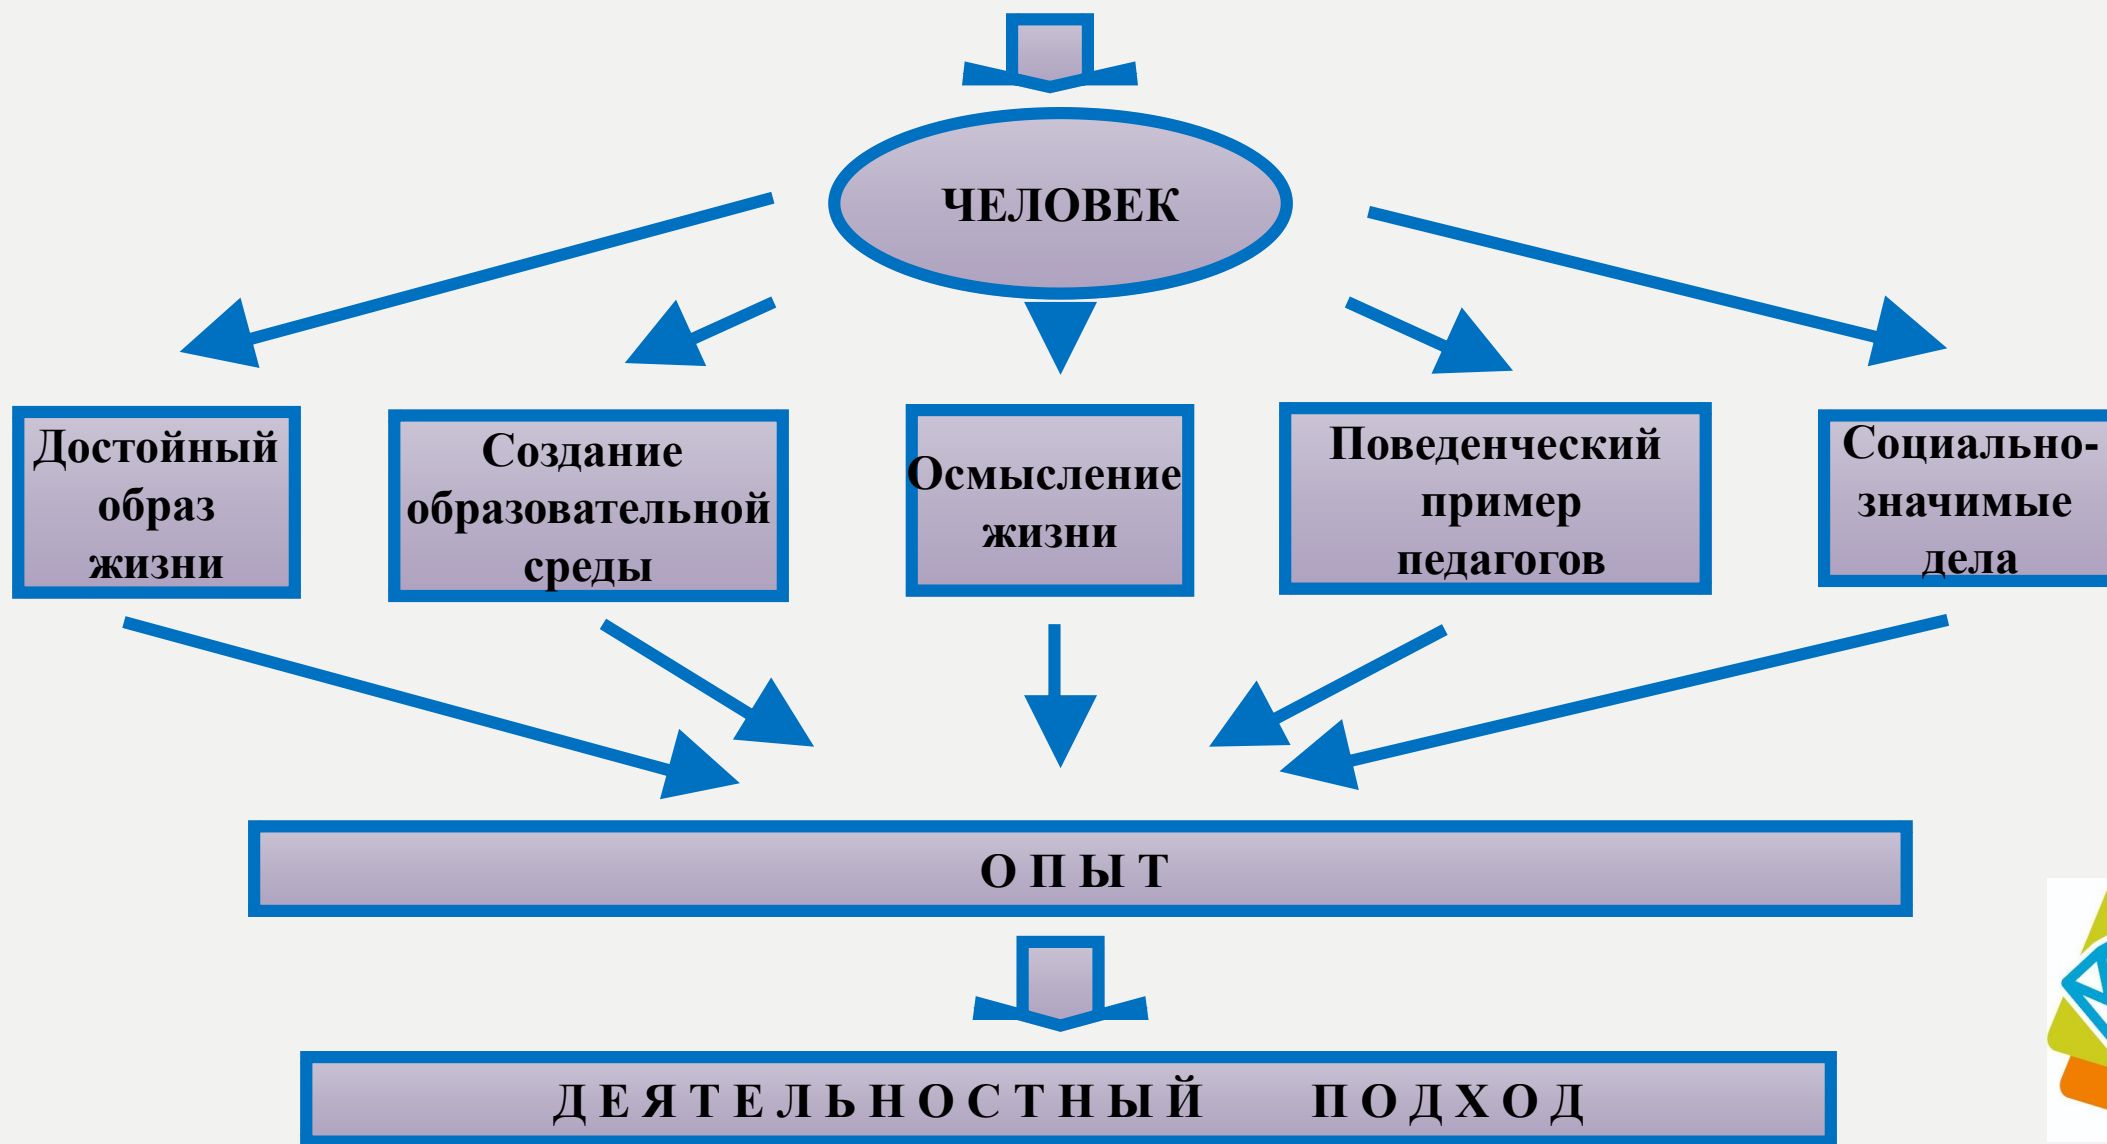 ЧЕЛОВЕК
Достойный
образ
жизни
Создание
образовательной
среды
Осмысление
жизни
Поведенческий
пример
педагогов
Социально-
значимые
дела
О П Ы Т
Д Е Я Т Е Л Ь Н О С Т Н Ы Й П О Д Х О Д